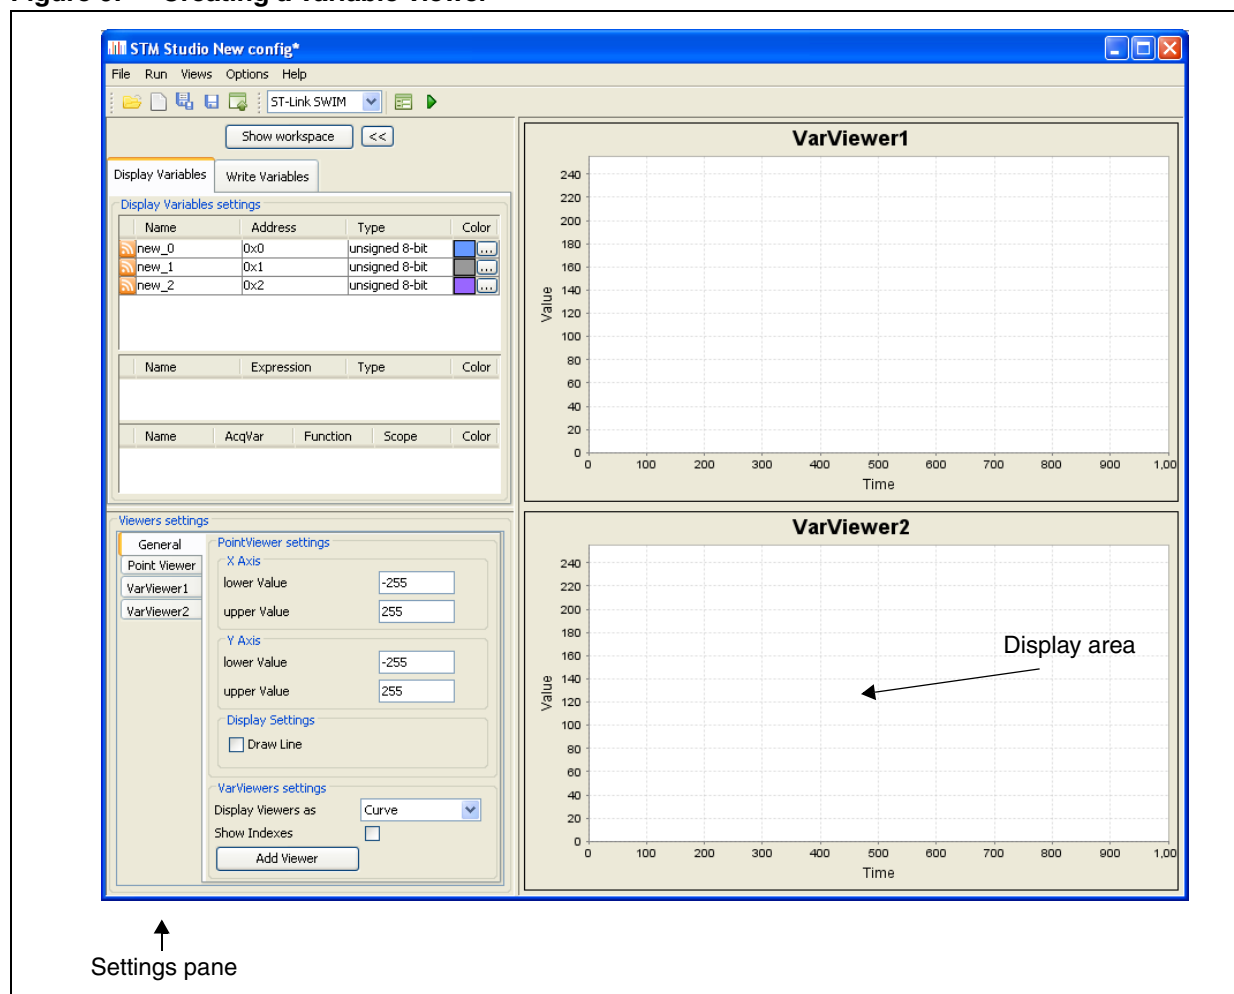 STM Studio New config*
File Run Views Options Help
ST-Link SWIM
Show workspace <<
Display Variables Write Variables
Display Variables settings
Name Address Type Color
new_0 0x0 unsigned 8-bit ...
new_1 0x1 unsigned 8-bit ...
new_2 0x2 unsigned 8-bit ...
Name Expression Type Color
Name AcqVar Function Scope Color
Viewers settings
General
Point Viewer
VarViewer1
VarViewer2
PointViewer settings
X Axis
lower Value -255
upper Value 255
Y Axis
lower Value -255
upper Value 255
Display Settings
Draw Line
VarViewers settings
Display Viewers as Curve
Show Indexes
Add Viewer
VarViewer1
Value
240
220
200
180
160
140
120
100
80
60
40
20
0
0 100 200 300 400 500 600 700 800 900 1,00
Time
VarViewer2
Value
240
220
200
180
160
140
120
100
80
60
40
20
0
0 100 200 300 400 500 600 700 800 900 1,00
Time
Display area
Settings pane